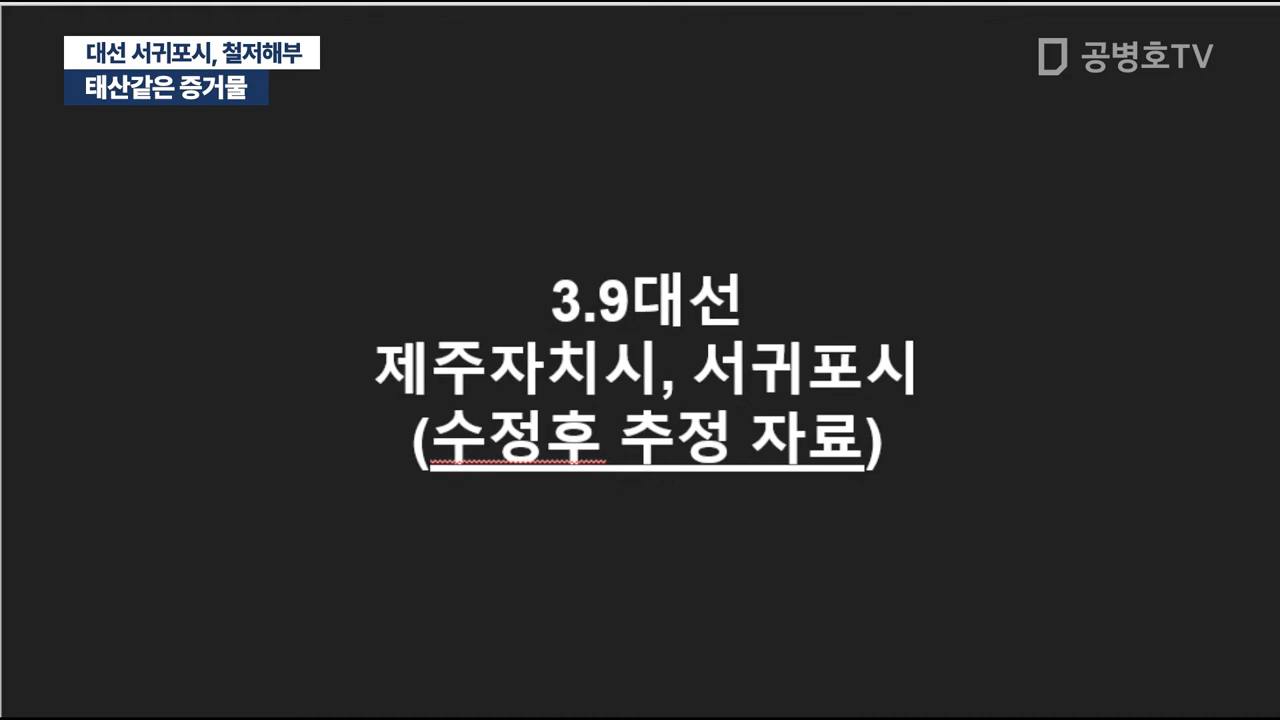 대선 서귀포시, 철저해부
태산같은 증거물
공병호TV
3.9대선
제주자치시, 서귀포시
(수정후 추정 자료)